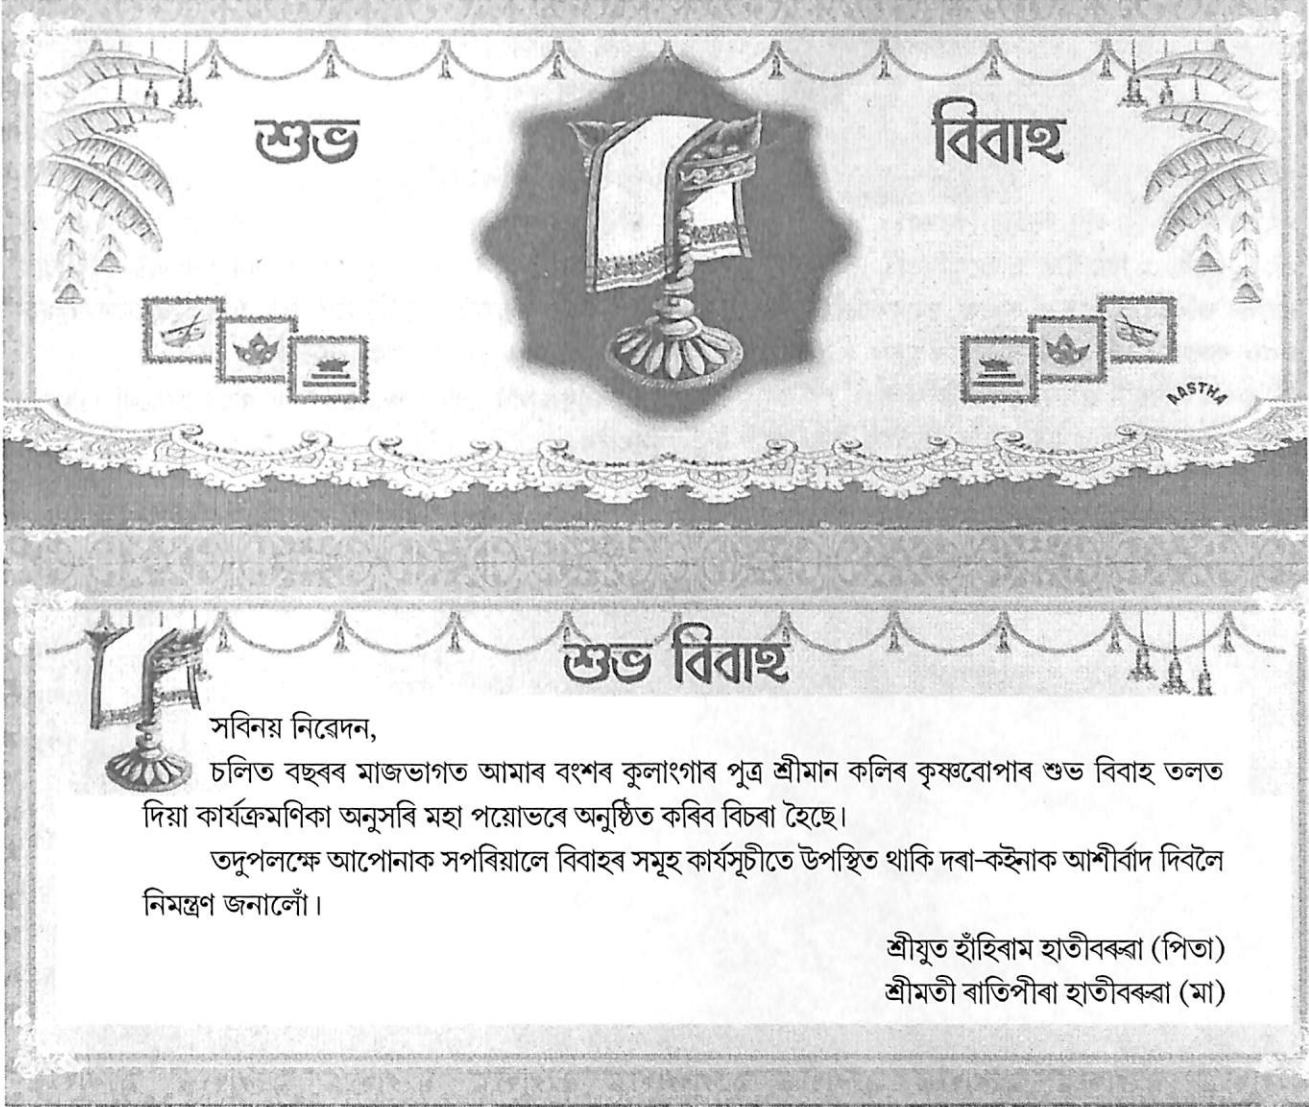 শুভ বিবাহ
AASTHA
শুভ বিবাহ
সবিনয় নিৱেদন,
চলিত বছৰৰ মাজভাগত আমাৰ বংশৰ কুলাংগাৰ পুত্ৰ শ্ৰীমান কলিৰ কৃষ্ণবোপাৰ শুভ বিবাহ তলত
দিয়া কাৰ্যক্ৰমণিকা অনুসৰি মহা পয়োভৰে অনুষ্ঠিত কৰিব বিচৰা হৈছে।
তদুপলক্ষে আপোনাক সপৰিয়ালে বিবাহৰ সমূহ কাৰ্যসূচীতে উপস্থিত থাকি দৰা-কইনাক আশীৰ্বাদ দিবলৈ
নিমন্ত্ৰণ জনালোঁ।
শ্ৰীযুত হাঁহিৰাম হাতীবৰুৱা (পিতা)
শ্ৰীমতী ৰাতিপীৰা হাতীবৰুৱা (মা)